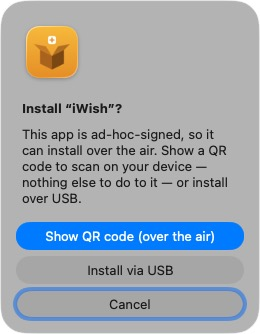 Install “iWish”?
This app is ad-hoc-signed, so it
can install over the air. Show a QR
code to scan on your device —
nothing else to do to it — or install
over USB.
Show QR code (over the air)
Install via USB
Cancel